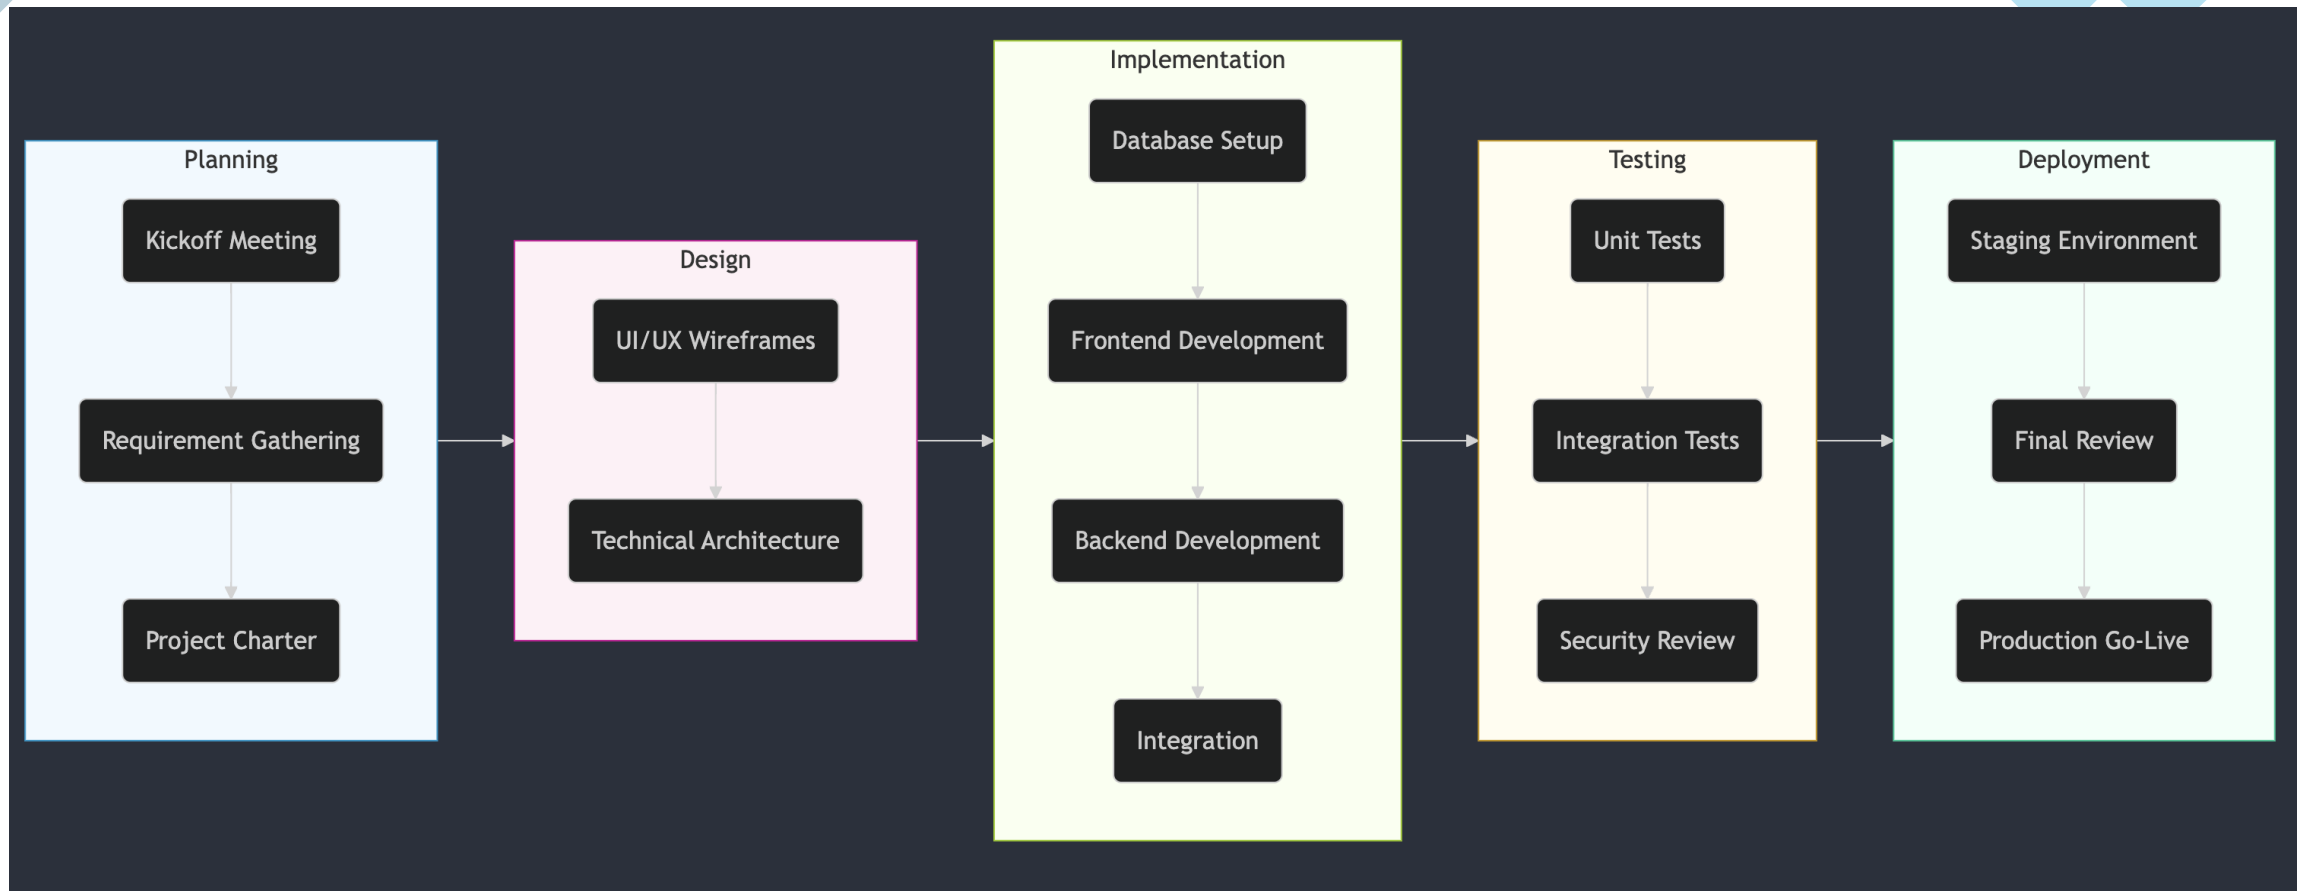 Planning
Kickoff Meeting
Requirement Gathering
Project Charter
Design
UI/UX Wireframes
Technical Architecture
Implementation
Database Setup
Frontend Development
Backend Development
Integration
Testing
Unit Tests
Integration Tests
Security Review
Deployment
Staging Environment
Final Review
Production Go-Live